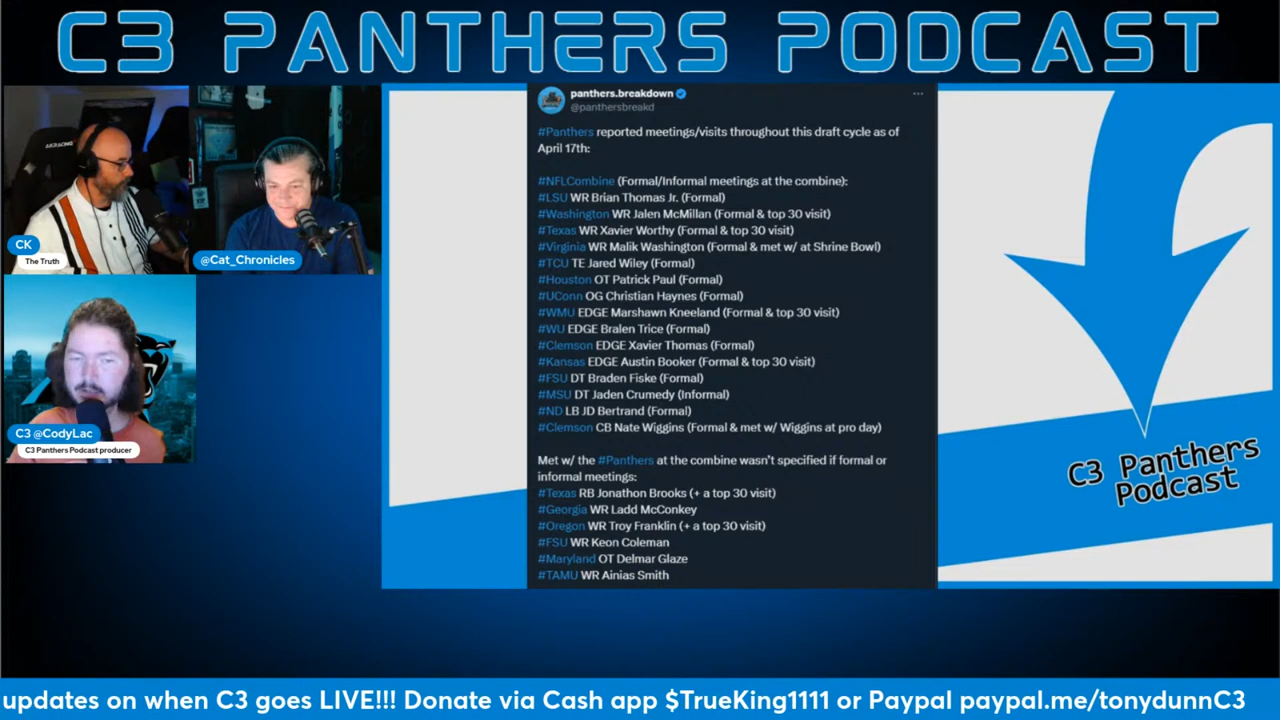 C3 PANTHERS PODCAST
CK
The Truth
@Cat_Chronicles
C3 @CodyLac
C3 Panthers Podcast producer
panthers.breakdown
@panthersbreakd
#Panthers reported meetings/visits throughout this draft cycle as of
April 17th:
#NFLCombine (Formal/Informal meetings at the combine):
#LSU WR Brian Thomas Jr. (Formal)
#Washington WR Jalen McMillan (Formal & top 30 visit)
#Texas WR Xavier Worthy (Formal & top 30 visit)
#Virginia WR Malik Washington (Formal & met w/ at Shrine Bowl)
#TCU TE Jared Wiley (Formal)
#Houston OT Patrick Paul (Formal)
#UConn OG Christian Haynes (Formal)
#WMU EDGE Marshawn Kneeland (Formal & top 30 visit)
#WU EDGE Bralen Trice (Formal)
#Clemson EDGE Xavier Thomas (Formal)
#Kansas EDGE Austin Booker (Formal & top 30 visit)
#FSU DT Braden Fiske (Formal)
#MSU DT Jaden Crumedy (Informal)
#ND LB JD Bertrand (Formal)
#Clemson CB Nate Wiggins (Formal & met w/ Wiggins at pro day)
Met w/ the #Panthers at the combine wasn't specified if formal or
informal meetings:
#Texas RB Jonathon Brooks (+ a top 30 visit)
#Georgia WR Ladd McConkey
#Oregon WR Troy Franklin (+ a top 30 visit)
#FSU WR Keon Coleman
#Maryland OT Delmar Glaze
#TAMU WR Ainias Smith
C3 Panthers
Podcast
updates on when C3 goes LIVE!!! Donate via Cash app $TrueKing1111 or Paypal paypal.me/tonydunnC3